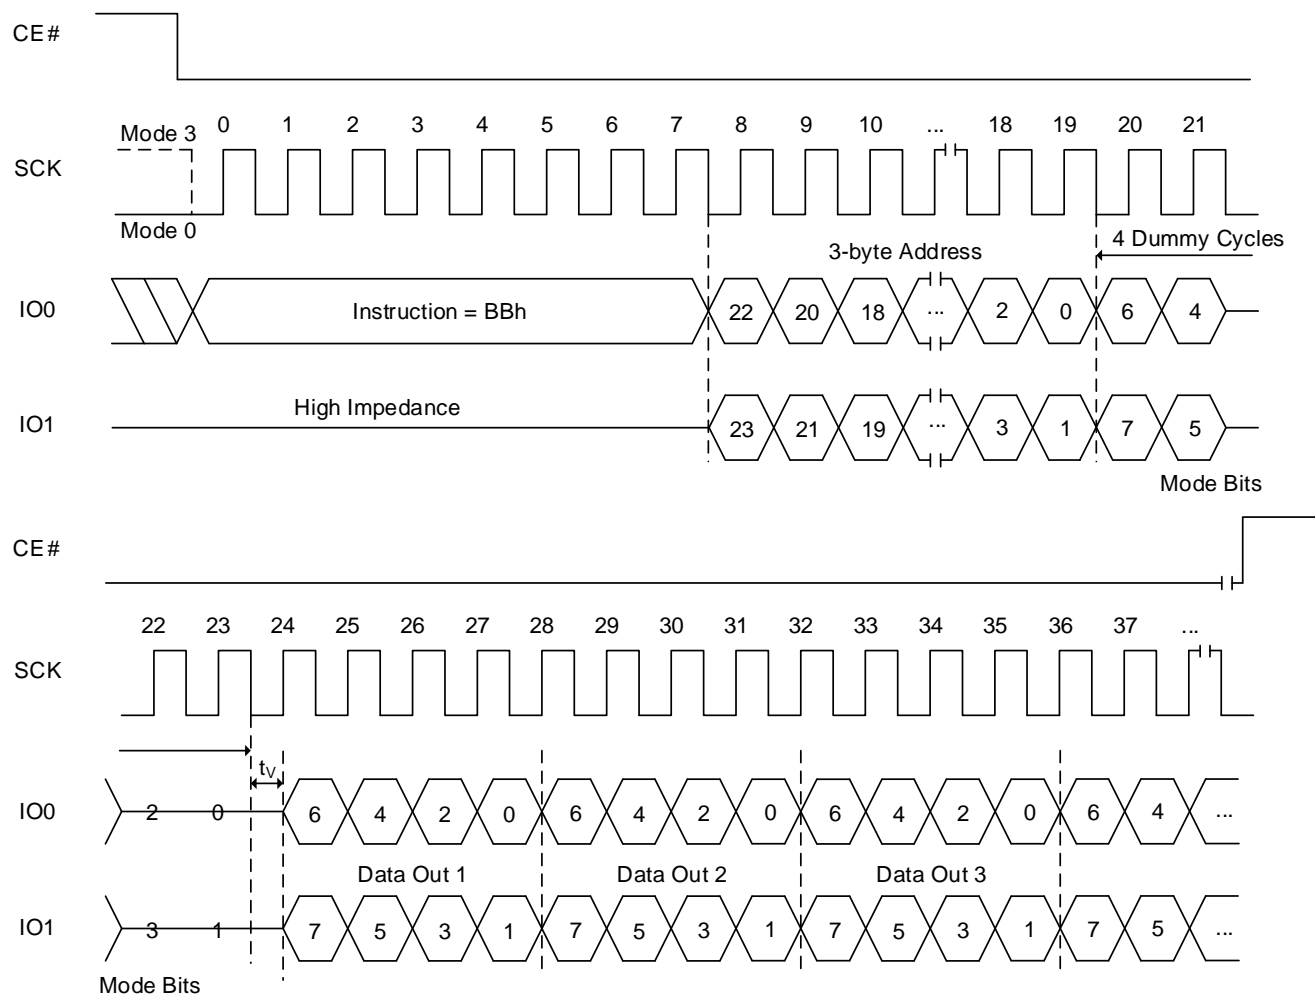 CE#
Mode 3 0 1 2 3 4 5 6 7 8 9 10 ... 18 19 20 21
SCK
Mode 0
3-byte Address 4 Dummy Cycles
IO0 Instruction = BBh 22 20 18 ... 2 0 6 4
High Impedance
IO1 23 21 19 ... 3 1 7 5
Mode Bits
CE#
22 23 24 25 26 27 28 29 30 31 32 33 34 35 36 37 ...
SCK
tV
IO0 2 0 6 4 2 0 6 4 2 0 6 4 2 0 6 4 ...
Data Out 1 Data Out 2 Data Out 3
IO1 3 1 7 5 3 1 7 5 3 1 7 5 3 1 7 5 ...
Mode Bits